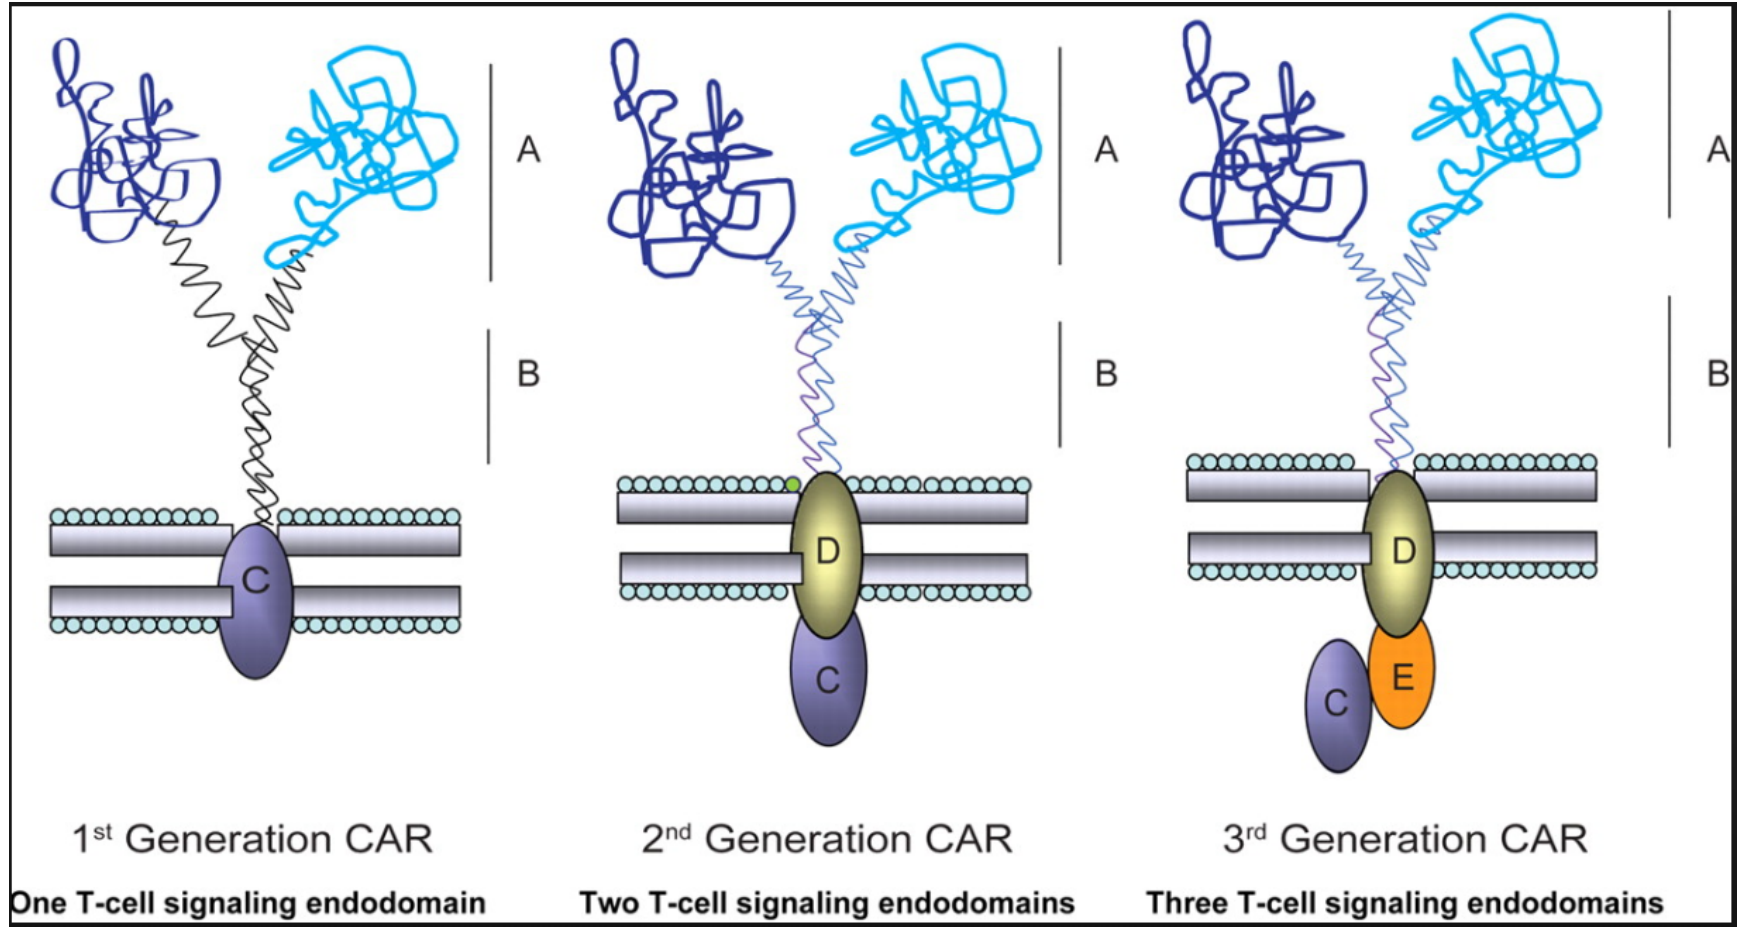 A
B
C
1st Generation CAR
One T-cell signaling endodomain
A
B
D
C
2nd Generation CAR
Two T-cell signaling endodomains
A
B
D
E
C
3rd Generation CAR
Three T-cell signaling endodomains